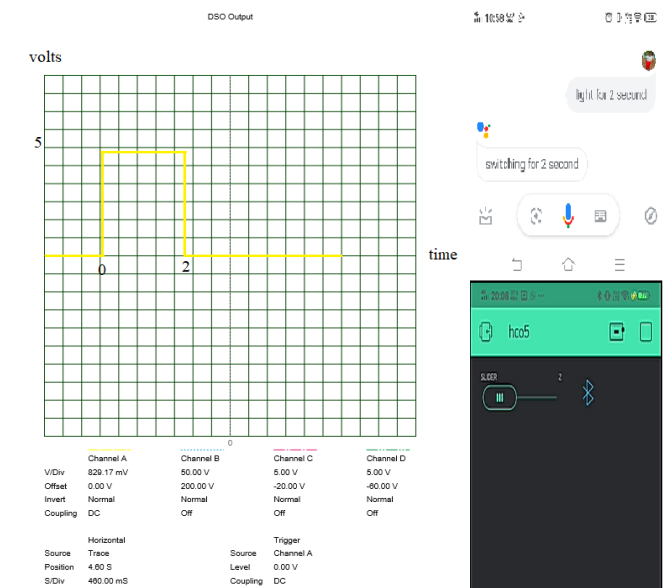 DSO Output
volts
5
0
2
time
0
Channel A Channel B Channel C Channel D
V/Div 829.17 mV 50.00 V 5.00 V 5.00 V
Offset 0.00 V 200.00 V -20.00 V -60.00 V
Invert Normal Normal Normal Normal
Coupling DC Off Off Off
Horizontal Trigger
Source Trace Source Channel A
Position 4.60 S Level 0.00 V
S/Div 460.00 mS Coupling DC
10:58
light for 2 second
switching for 2 second
20:08
hco5
SLIDER 2